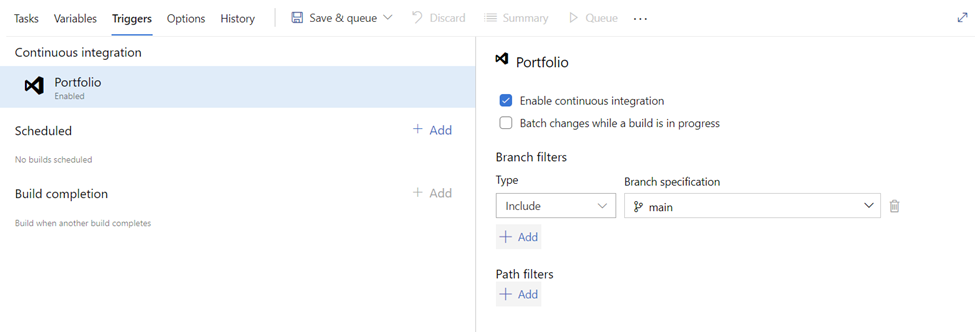 Tasks Variables Triggers Options History Save & queue Discard Summary Queue ...
Continuous integration
Portfolio
Enabled
Scheduled + Add
No builds scheduled
Build completion + Add
Build when another build completes
Portfolio
Enable continuous integration
Batch changes while a build is in progress
Branch filters
Type Branch specification
Include main
+ Add
Path filters
+ Add